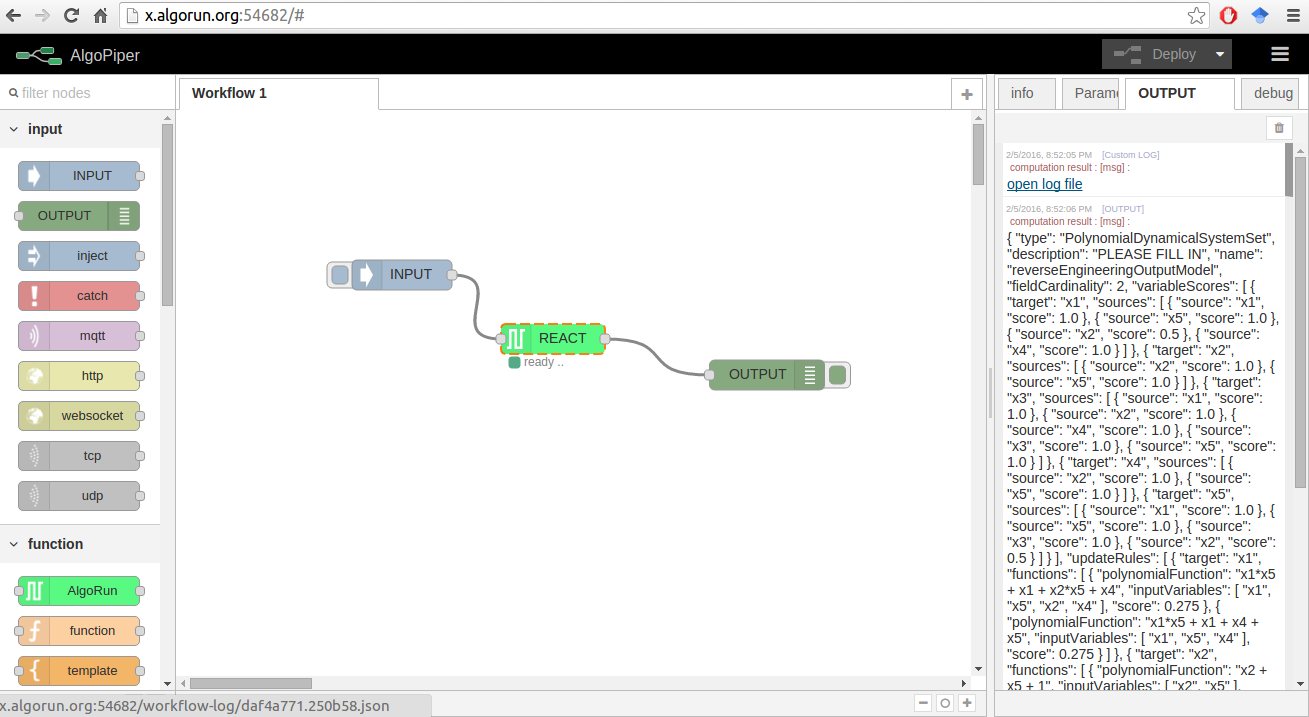 x.algorun.org:54682/#
AlgoPiper
Deploy
filter nodes
Workflow 1
info
Param
OUTPUT
debug
input
INPUT
OUTPUT
inject
catch
mqtt
http
websocket
tcp
udp
function
AlgoRun
function
template
INPUT
REACT
ready ..
OUTPUT
2/5/2016, 8:52:05 PM [Custom LOG]
computation result : [msg] :
open log file
2/5/2016, 8:52:06 PM [OUTPUT]
computation result : [msg] :
{ "type": "PolynomialDynamicalSystemSet",
"description": "PLEASE FILL IN", "name":
"reverseEngineeringOutputModel",
"fieldCardinality": 2, "variableScores": [ {
"target": "x1", "sources": [ { "source": "x1",
"score": 1.0 }, { "source": "x5", "score": 1.0 },
{ "source": "x2", "score": 0.5 }, { "source":
"x4", "score": 1.0 } ] }, { "target": "x2",
"sources": [ { "source": "x2", "score": 1.0 }, {
"source": "x5", "score": 1.0 } ] }, { "target":
"x3", "sources": [ { "source": "x1", "score":
1.0 }, { "source": "x2", "score": 1.0 }, {
"source": "x4", "score": 1.0 }, { "source":
"x3", "score": 1.0 }, { "source": "x5", "score":
1.0 } ] }, { "target": "x4", "sources": [ {
"source": "x2", "score": 1.0 }, { "source":
"x5", "score": 1.0 } ] }, { "target": "x5",
"sources": [ { "source": "x1", "score": 1.0 }, {
"source": "x5", "score": 1.0 }, { "source":
"x3", "score": 1.0 }, { "source": "x2", "score":
0.5 } ] } ], "updateRules": [ { "target": "x1",
"functions": [ { "polynomialFunction": "x1*x5
+ x1 + x2*x5 + x4", "inputVariables": [ "x1",
"x5", "x2", "x4" ], "score": 0.275 }, {
"polynomialFunction": "x1*x5 + x1 + x4 +
x5", "inputVariables": [ "x1", "x5", "x4" ],
"score": 0.275 } ] }, { "target": "x2",
"functions": [ { "polynomialFunction": "x2 +
x5 + 1", "inputVariables": [ "x2", "x5" ],
x.algorun.org:54682/workflow-log/daf4a771.250b58.json